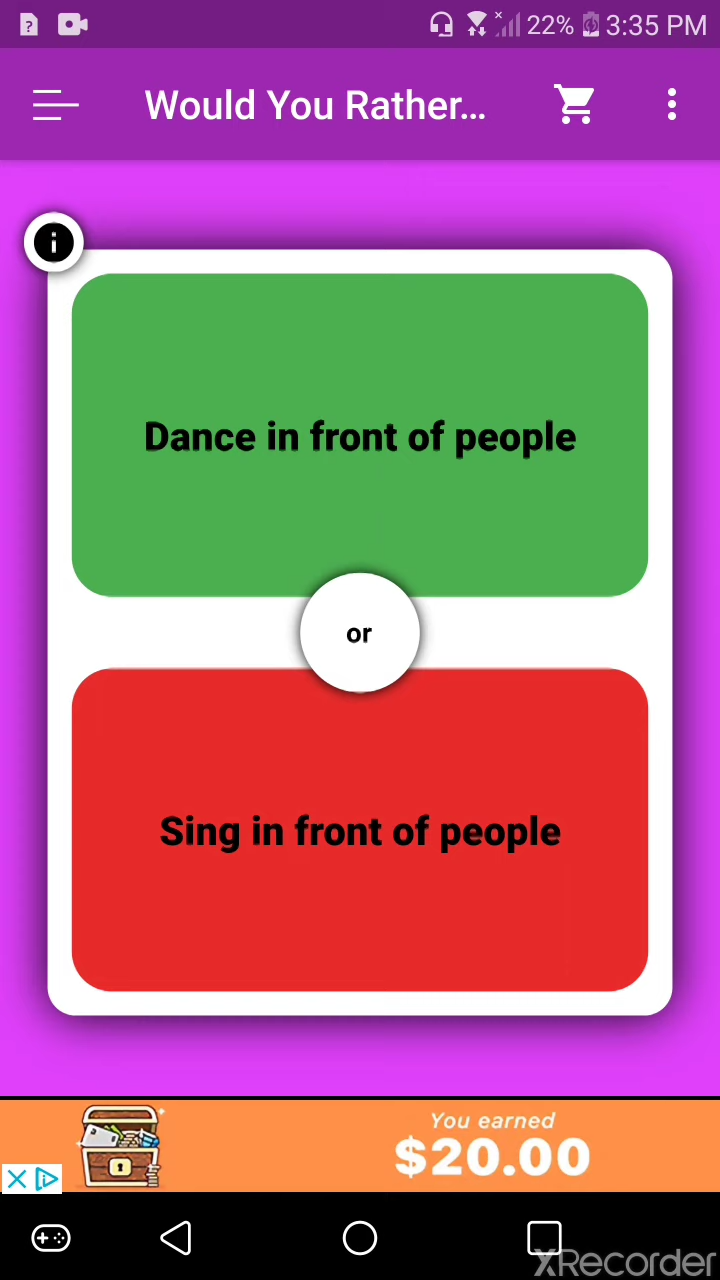 22% 3:35 PM
Would You Rather...
i
Dance in front of people
or
Sing in front of people
You earned
$20.00
XRecorder